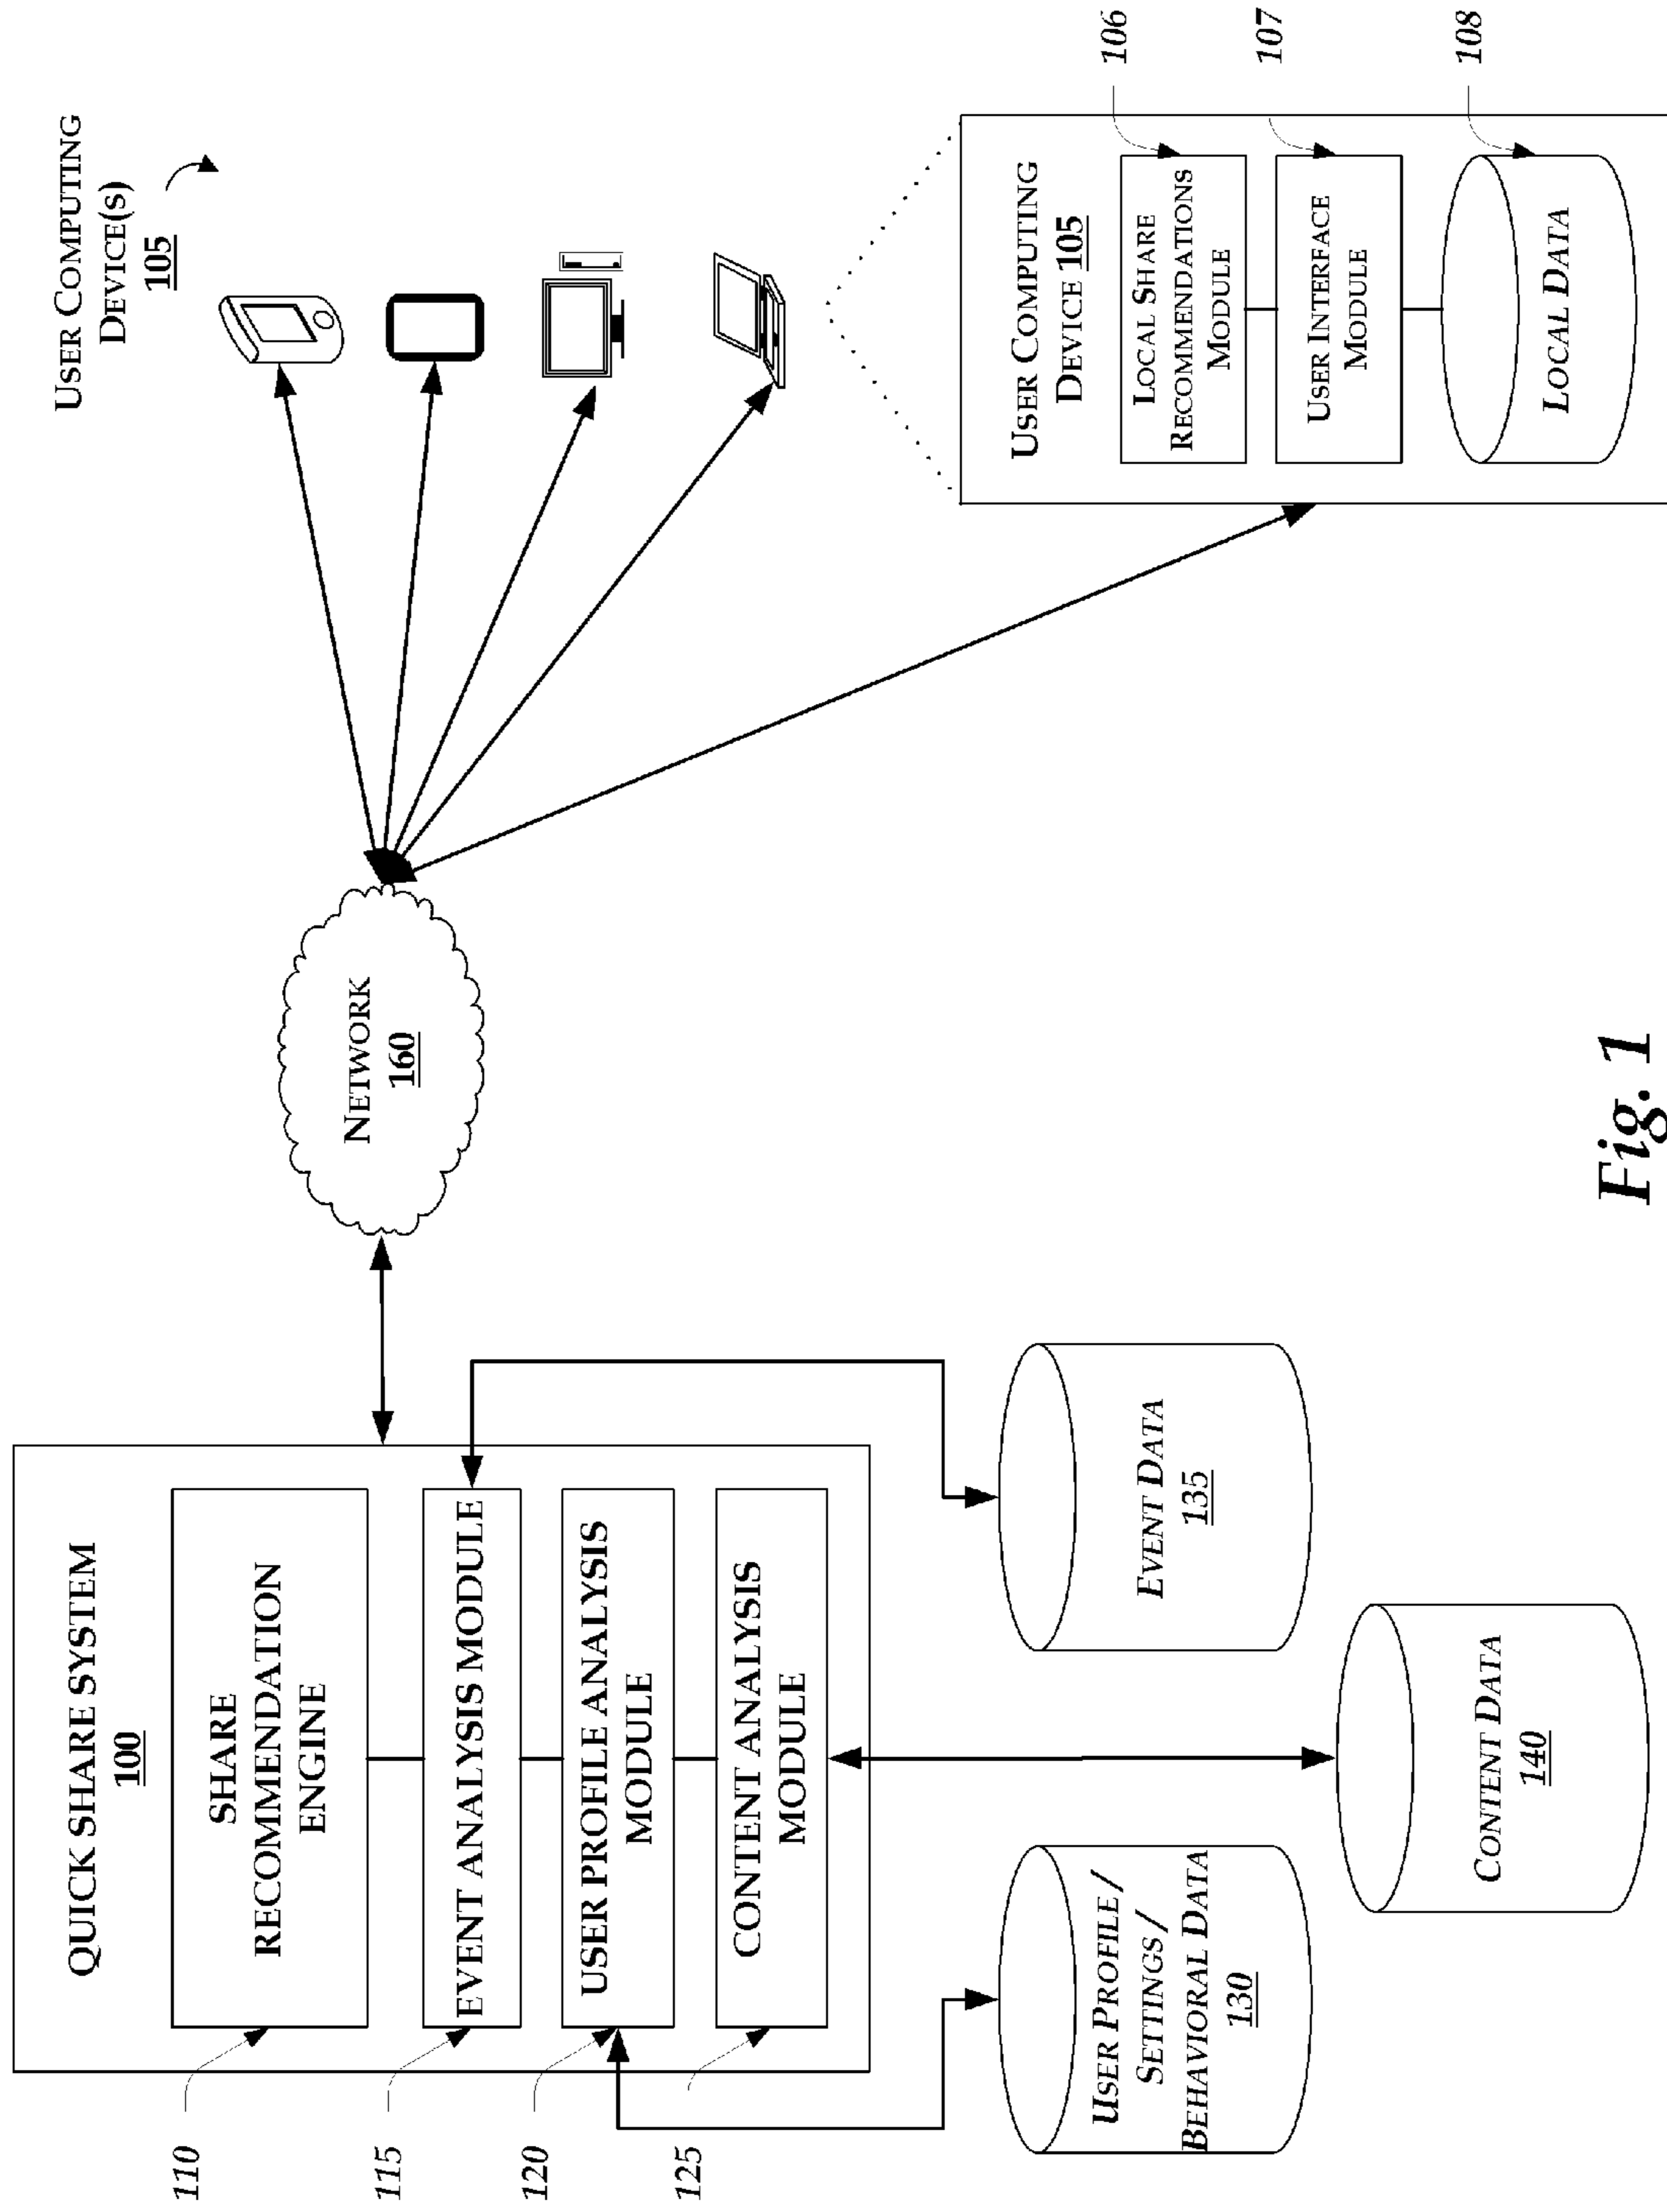 QUICK SHARE SYSTEM
100
SHARE
RECOMMENDATION
ENGINE
EVENT ANALYSIS MODULE
USER PROFILE ANALYSIS
MODULE
CONTENT ANALYSIS
MODULE
110
115
120
125
USER PROFILE /
SETTINGS /
BEHAVIORAL DATA
130
CONTENT DATA
140
EVENT DATA
135
NETWORK
160
USER COMPUTING
DEVICE(S)
105
USER COMPUTING
DEVICE 105
LOCAL SHARE
RECOMMENDATIONS
MODULE
USER INTERFACE
MODULE
LOCAL DATA
106
107
108
Fig. 1